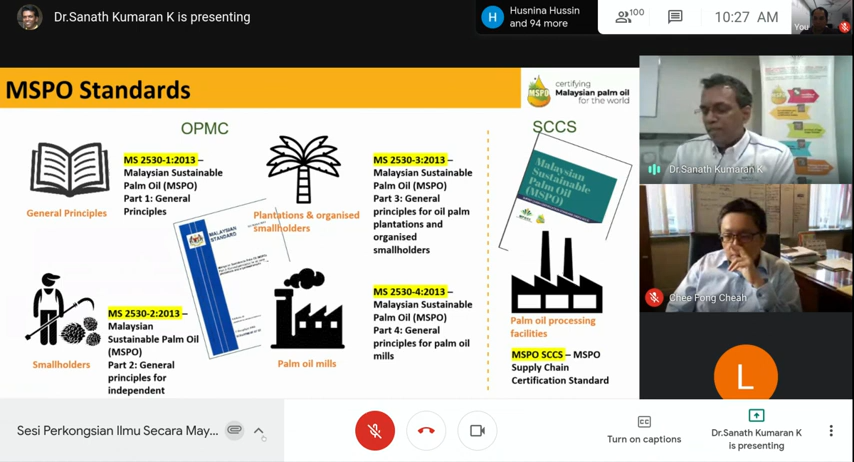 Dr.Sanath Kumaran K is presenting
H
Husnina Hussin
and 94 more
100
10:27 AM
You
MSPO Standards
MSPO
certifying
Malaysian palm oil
for the world
OPMC
SCCS
General Principles
MS 2530-1:2013 –
Malaysian Sustainable
Palm Oil (MSPO)
Part 1: General
Principles
Plantations & organised
smallholders
MS 2530-3:2013 –
Malaysian Sustainable
Palm Oil (MSPO)
Part 3: General
principles for oil palm
plantations and
organised
smallholders
MALAYSIAN
STANDARD
Malaysian
Sustainable
Palm Oil
(MSPO)
Smallholders
MS 2530-2:2013 –
Malaysian
Sustainable Palm Oil
(MSPO)
Part 2: General
principles for
independent
Palm oil mills
MS 2530-4:2013 –
Malaysian Sustainable
Palm Oil (MSPO)
Part 4: General
principles for palm oil
mills
Palm oil processing
facilities
MSPO SCCS – MSPO
Supply Chain
Certification Standard
Dr.Sanath Kumaran K
Chee Pong Cheah
L
Sesi Perkongsian Ilmu Secara May...
CC
Turn on captions
Dr.Sanath Kumaran K
is presenting